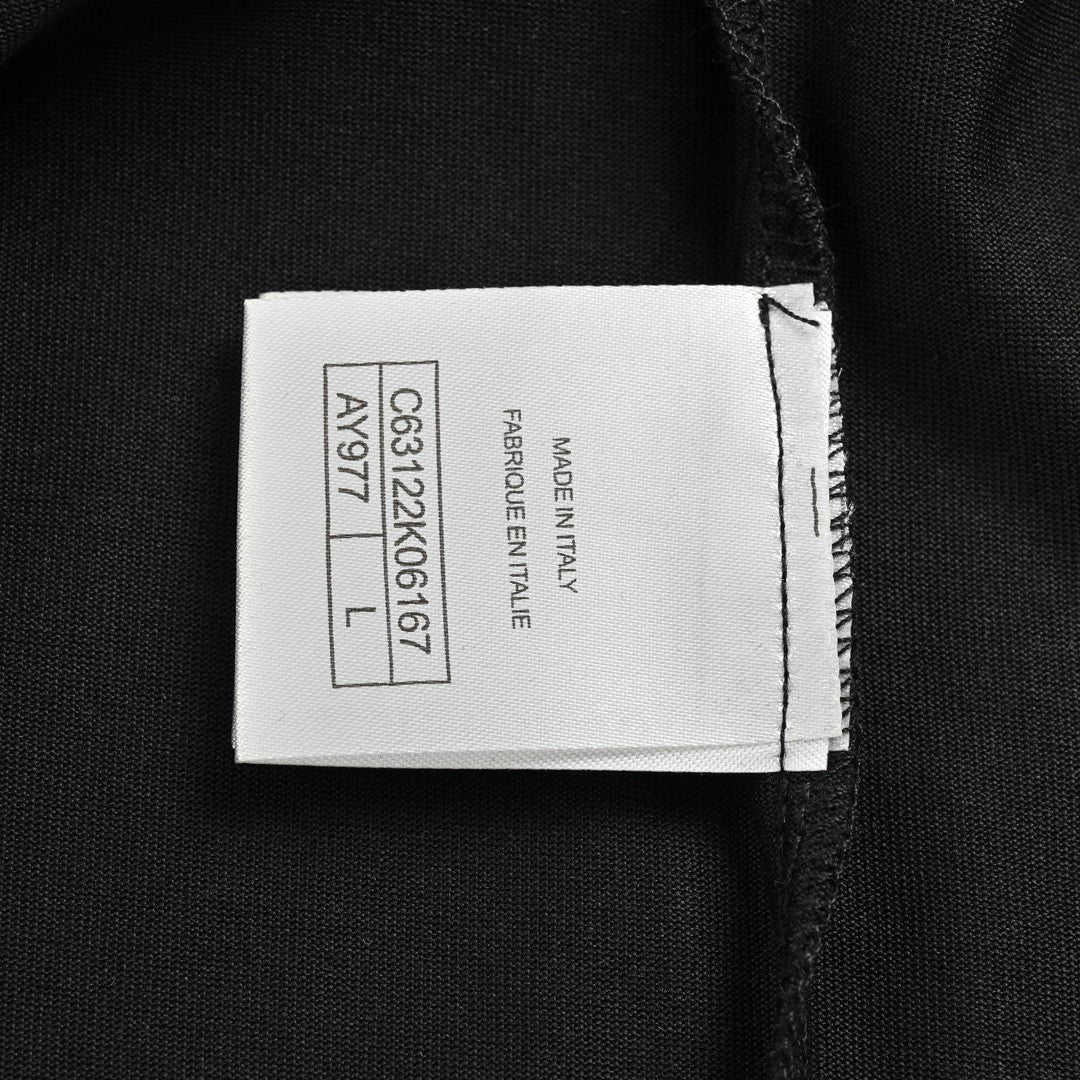 MADE IN ITALY
FABRIQUE EN ITALIE
C63122K06167
AY977 L